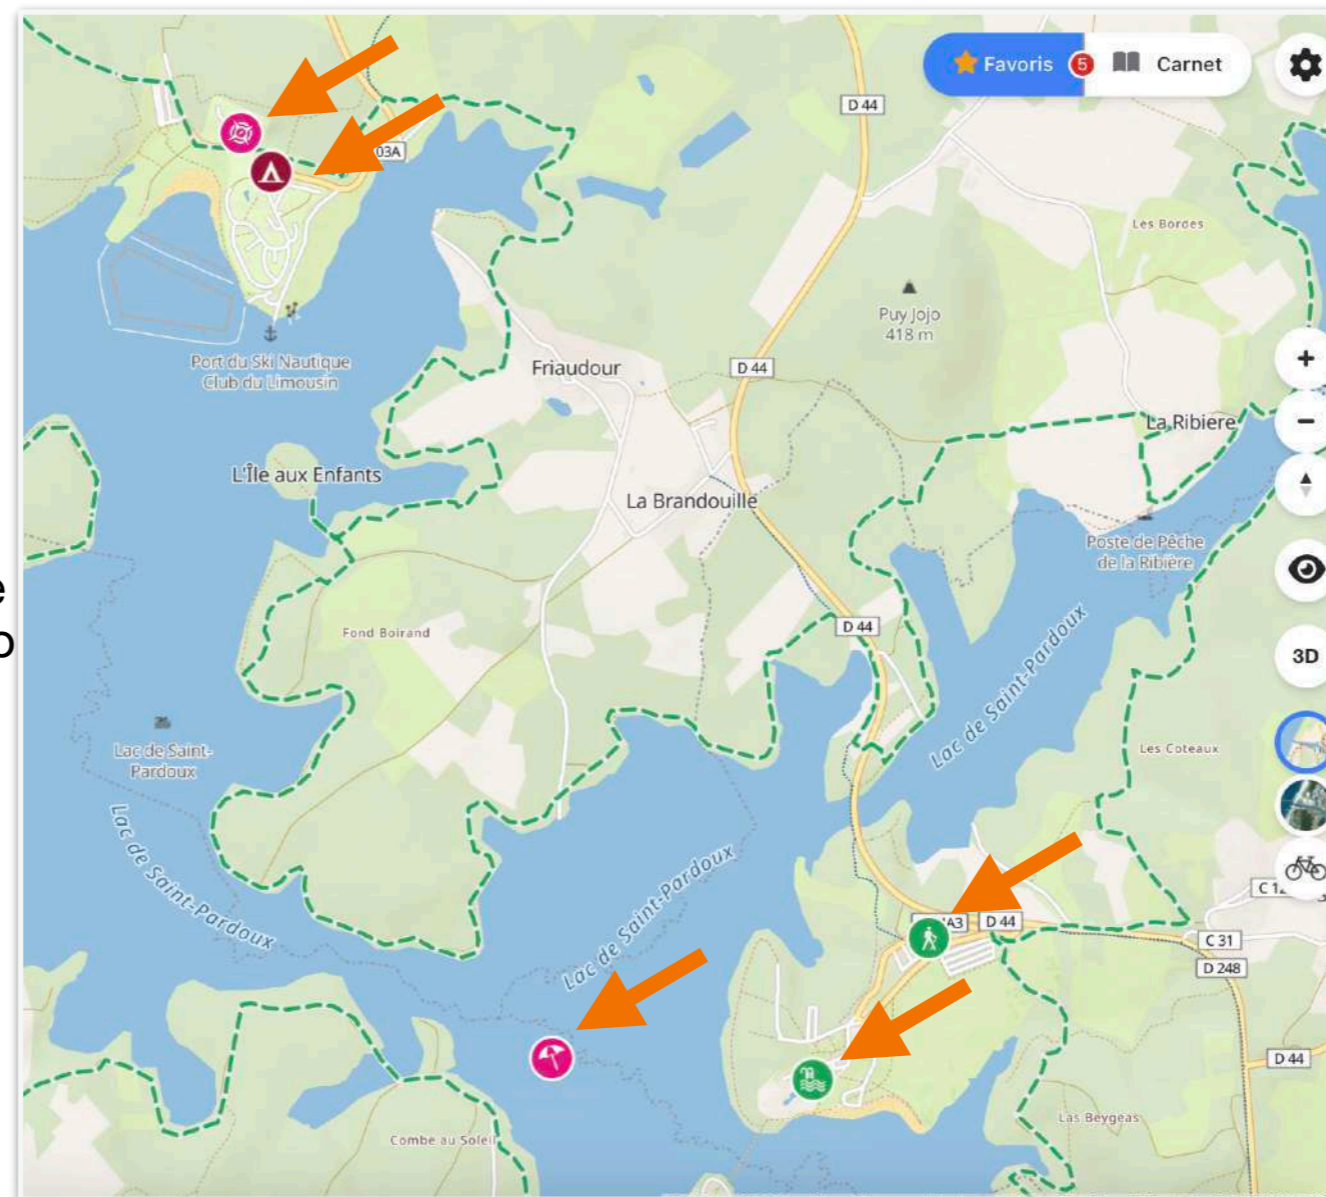 Favoris 5 Carnet
D 44
03A
Les Bordes
Puy Jojo
418 m
Port du Ski Nautique
Club du Limousin
Friaudour
D 44
+
La Ribiere
−
L'Île aux Enfants
La Brandouille
Poste de Pêche
de la Ribière
e
Fond Boirand
D 44
o
3D
Lac de Saint-Pardoux
Lac de Saint-
Pardoux
Les Coteaux
Lac de Saint-Pardoux
Lac de Saint-Pardoux
A3
D 44
C 31
D 248
D 44
Las Beygeas
Combe au Soleil